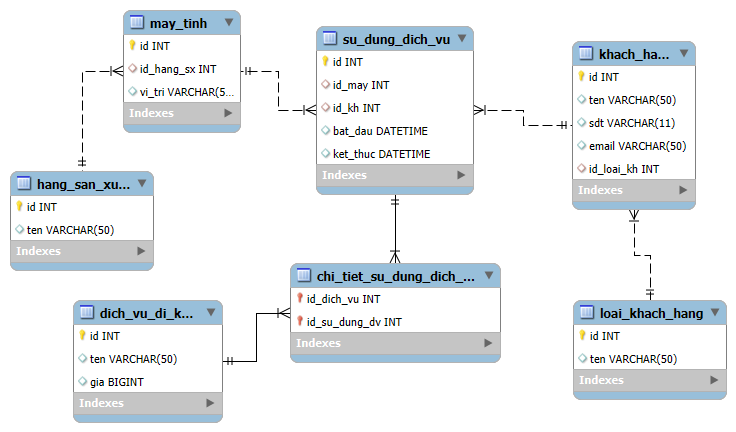 may_tinh
id INT
id_hang_sx INT
vi_tri VARCHAR(5...
Indexes
su_dung_dich_vu
id INT
id_may INT
id_kh INT
bat_dau DATETIME
ket_thuc DATETIME
Indexes
khach_ha...
id INT
ten VARCHAR(50)
sdt VARCHAR(11)
email VARCHAR(50)
id_loai_kh INT
Indexes
hang_san_xu...
id INT
ten VARCHAR(50)
Indexes
chi_tiet_su_dung_dich_...
id_dich_vu INT
id_su_dung_dv INT
Indexes
dich_vu_di_k...
id INT
ten VARCHAR(50)
gia BIGINT
Indexes
loai_khach_hang
id INT
ten VARCHAR(50)
Indexes